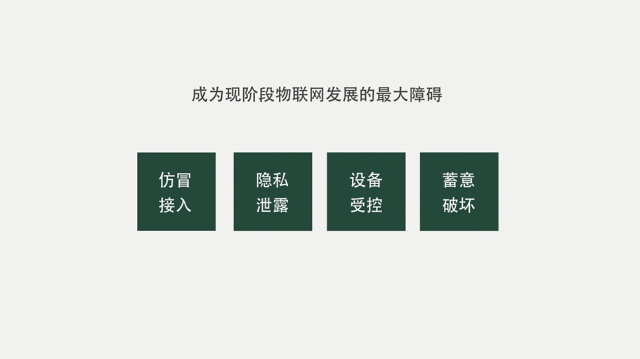 成为现阶段物联网发展的最大障碍
仿冒
接入
隐私
泄露
设备
受控
蓄意
破坏